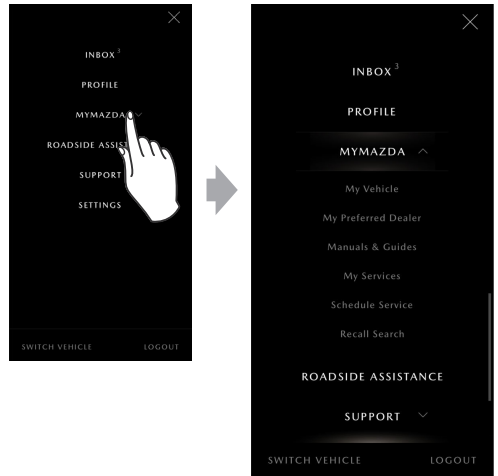 INBOX 3
PROFILE
MYMAZDA
ROADSIDE ASSIST
SUPPORT
SETTINGS
SWITCH VEHICLE LOGOUT
INBOX 3
PROFILE
MYMAZDA
My Vehicle
My Preferred Dealer
Manuals & Guides
My Services
Schedule Service
Recall Search
ROADSIDE ASSISTANCE
SUPPORT
SWITCH VEHICLE LOGOUT